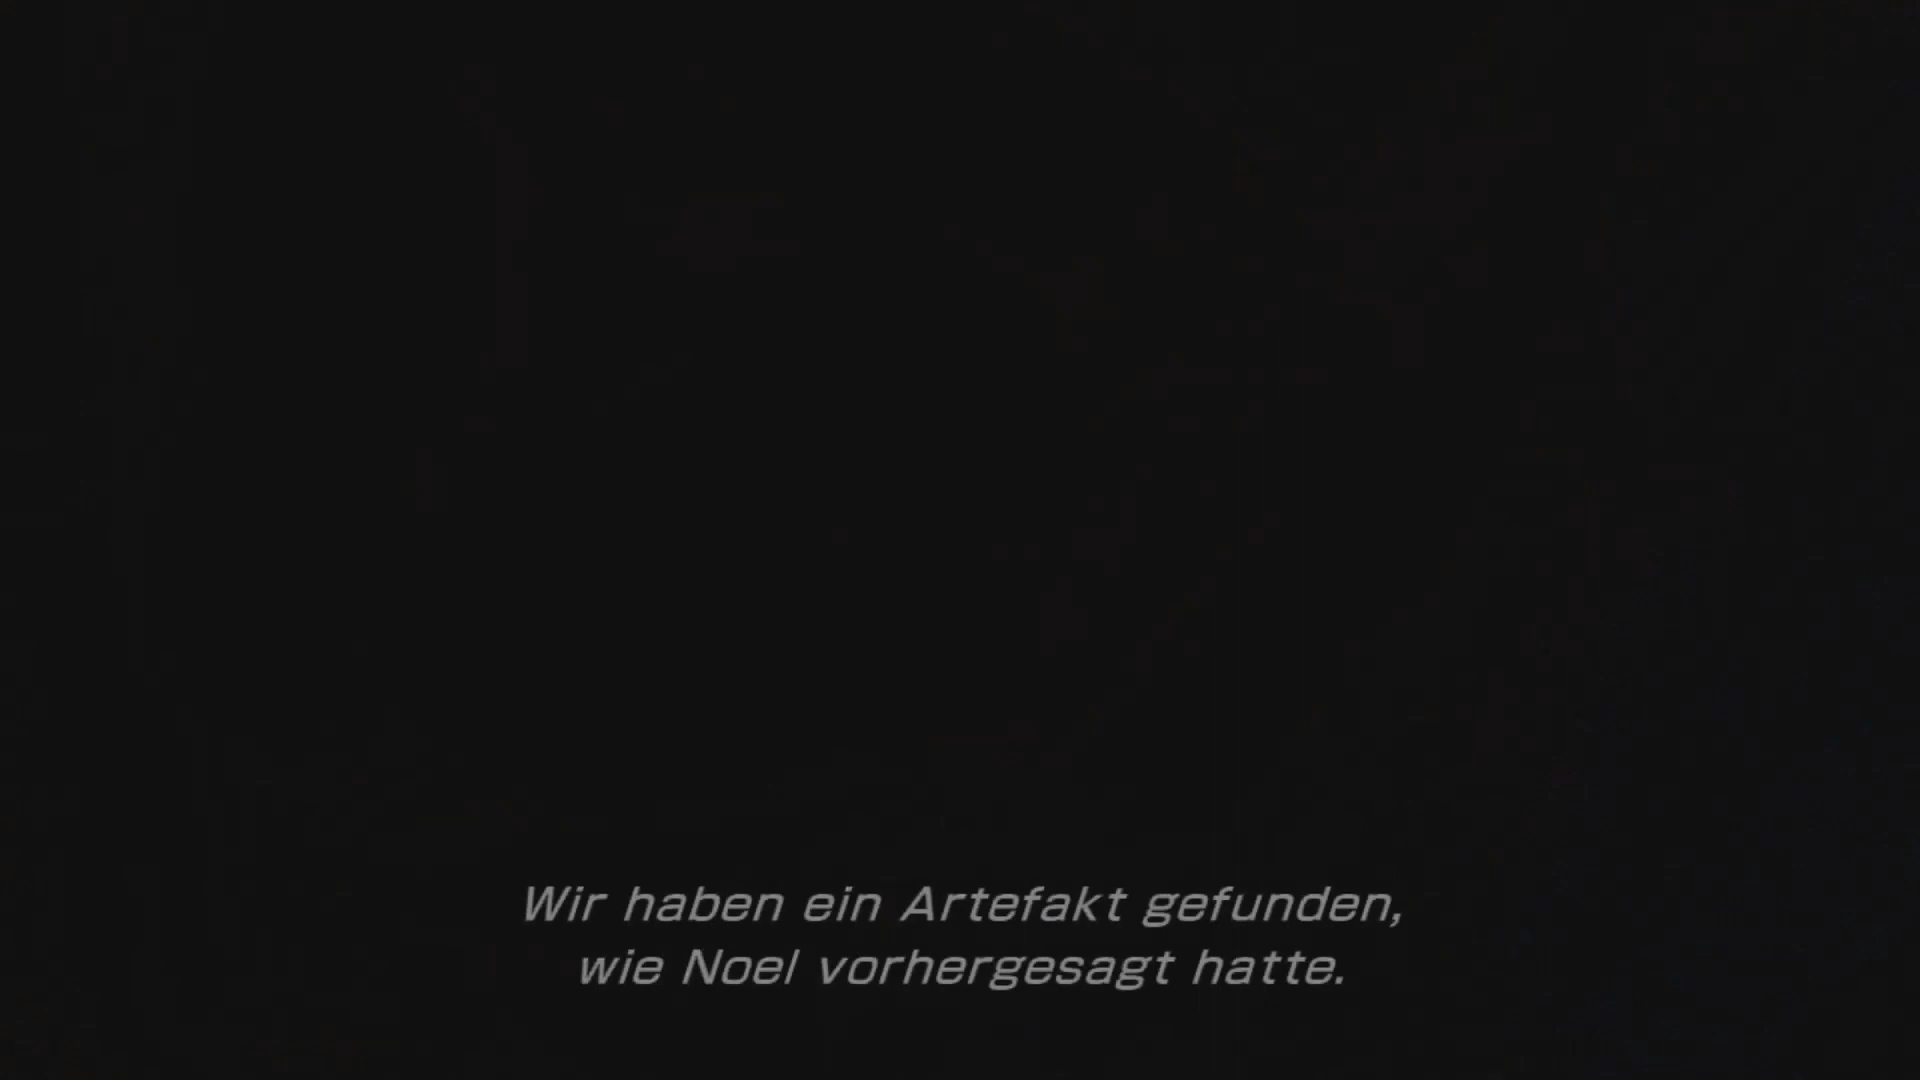 Wir haben ein Artefakt gefunden,
wie Noel vorhergesagt hatte.